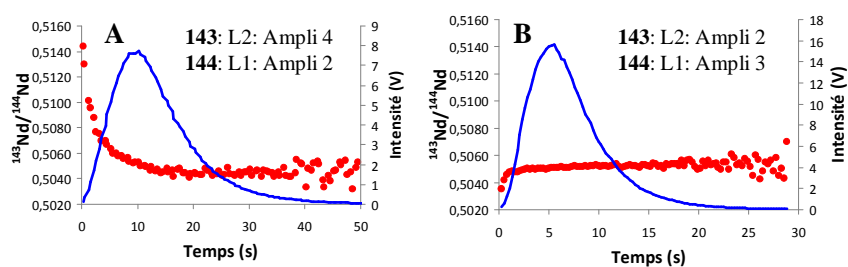 A
143: L2: Ampli 4
144: L1: Ampli 2
0,5160
0,5140
0,5120
0,5100
0,5080
0,5060
0,5040
0,5020
¹⁴³Nd/¹⁴⁴Nd
9
8
7
6
5
4
3
2
1
0
Intensité (V)
0 10 20 30 40 50
Temps (s)
B
143: L2: Ampli 2
144: L1: Ampli 3
0,5160
0,5140
0,5120
0,5100
0,5080
0,5060
0,5040
0,5020
¹⁴³Nd/¹⁴⁴Nd
18
16
14
12
10
8
6
4
2
0
Intensité (V)
0 5 10 15 20 25 30
Temps (s)